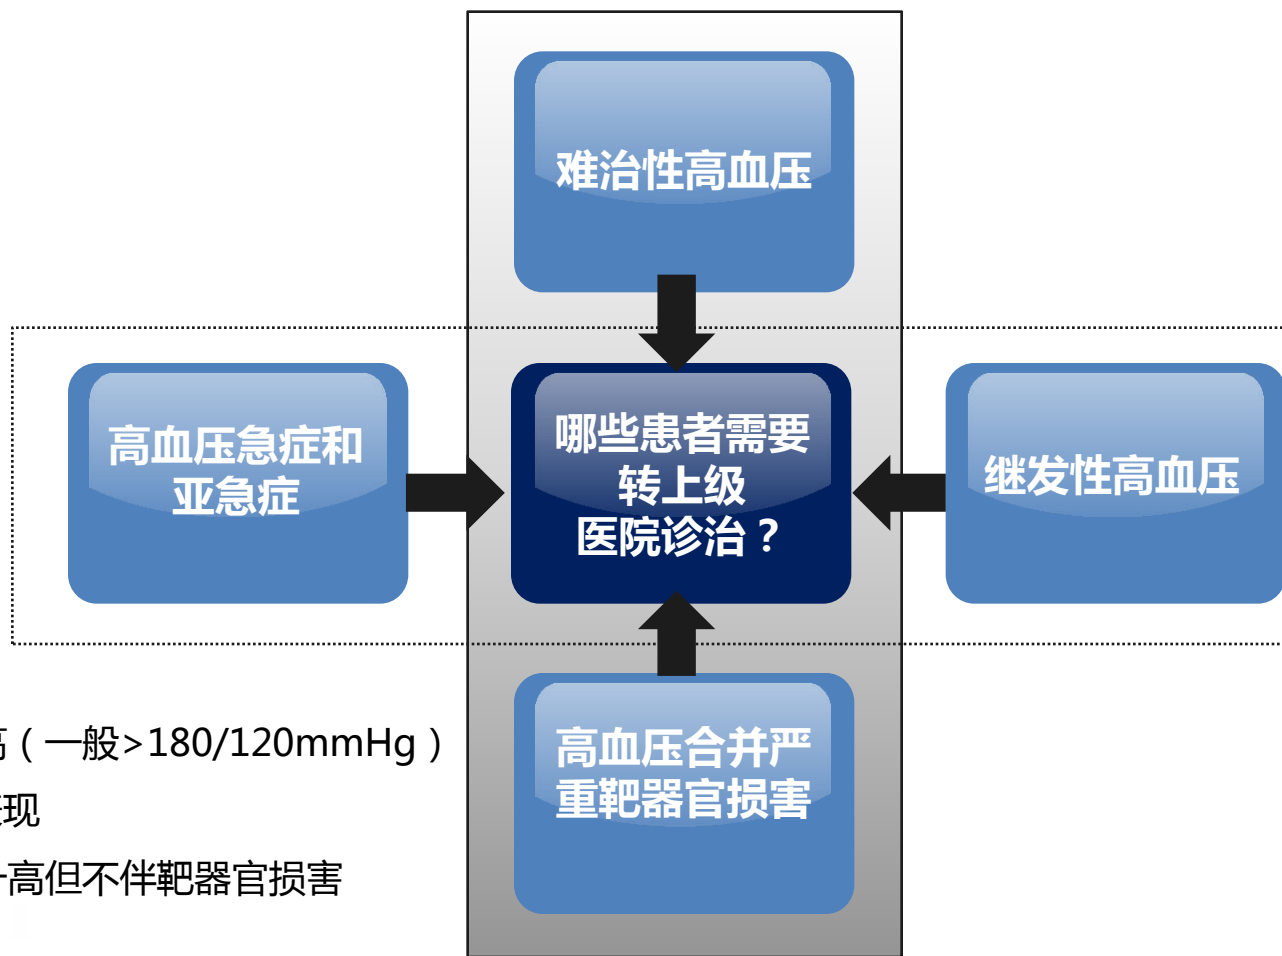 难治性高血压
高血压急症和
亚急症
哪些患者需要
转上级
医院诊治？
继发性高血压
高血压合并严
重靶器官损害
高（一般>180/120mmHg）
表现
升高但不伴靶器官损害